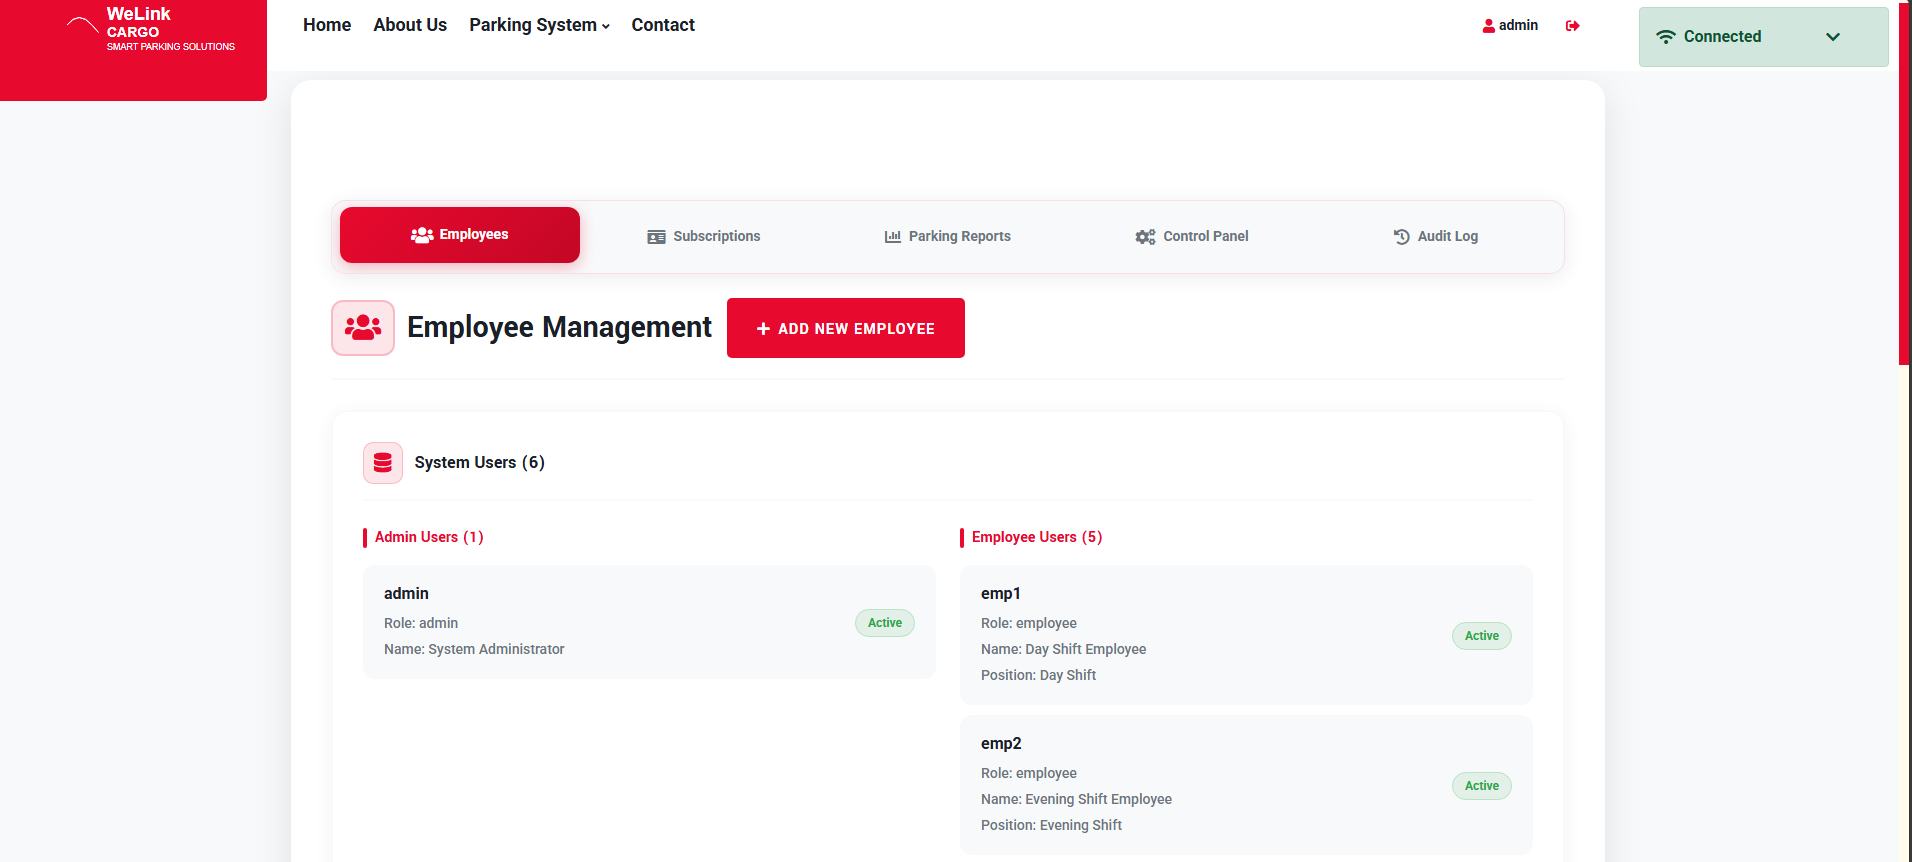 WeLink
CARGO
SMART PARKING SOLUTIONS
Home About Us Parking System Contact
admin
Connected
Employees Subscriptions Parking Reports Control Panel Audit Log
Employee Management
ADD NEW EMPLOYEE
System Users (6)
Admin Users (1)
admin
Role: admin
Name: System Administrator
Active
Employee Users (5)
emp1
Role: employee
Name: Day Shift Employee
Position: Day Shift
Active
emp2
Role: employee
Name: Evening Shift Employee
Position: Evening Shift
Active